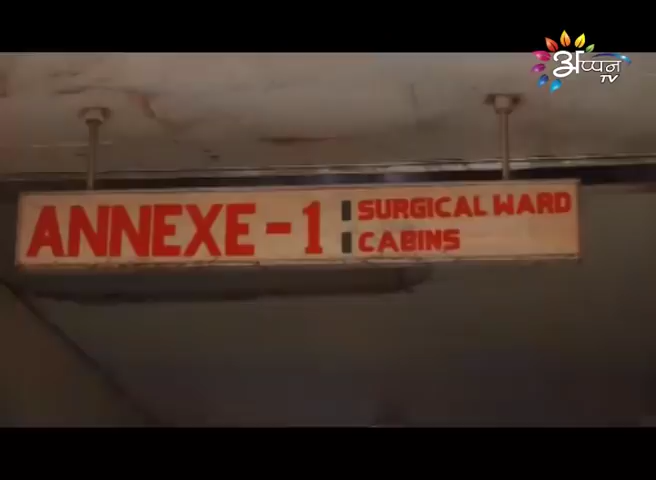 अप्पन
TV
ANNEXE - 1
SURGICAL WARD
CABINS